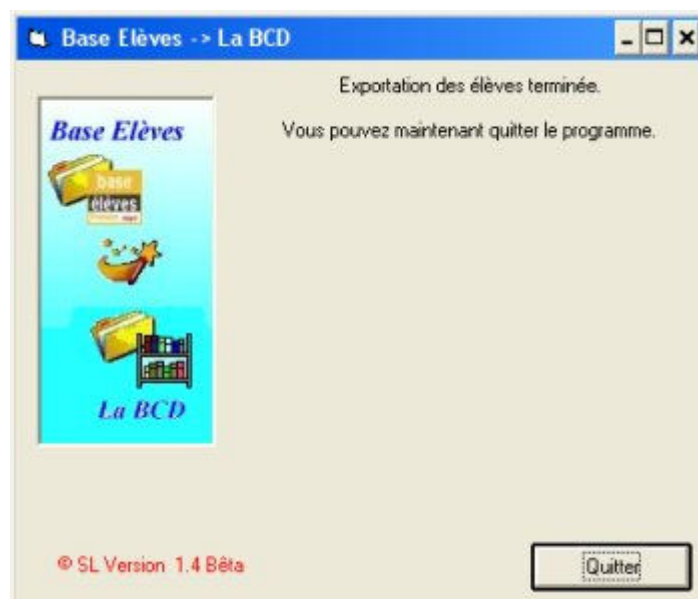 Base Elèves -> La BCD
Exportation des élèves terminée.
Vous pouvez maintenant quitter le programme.
Base Elèves
base
élèves
La BCD
© SL Version 1.4 Bêta
Quitter